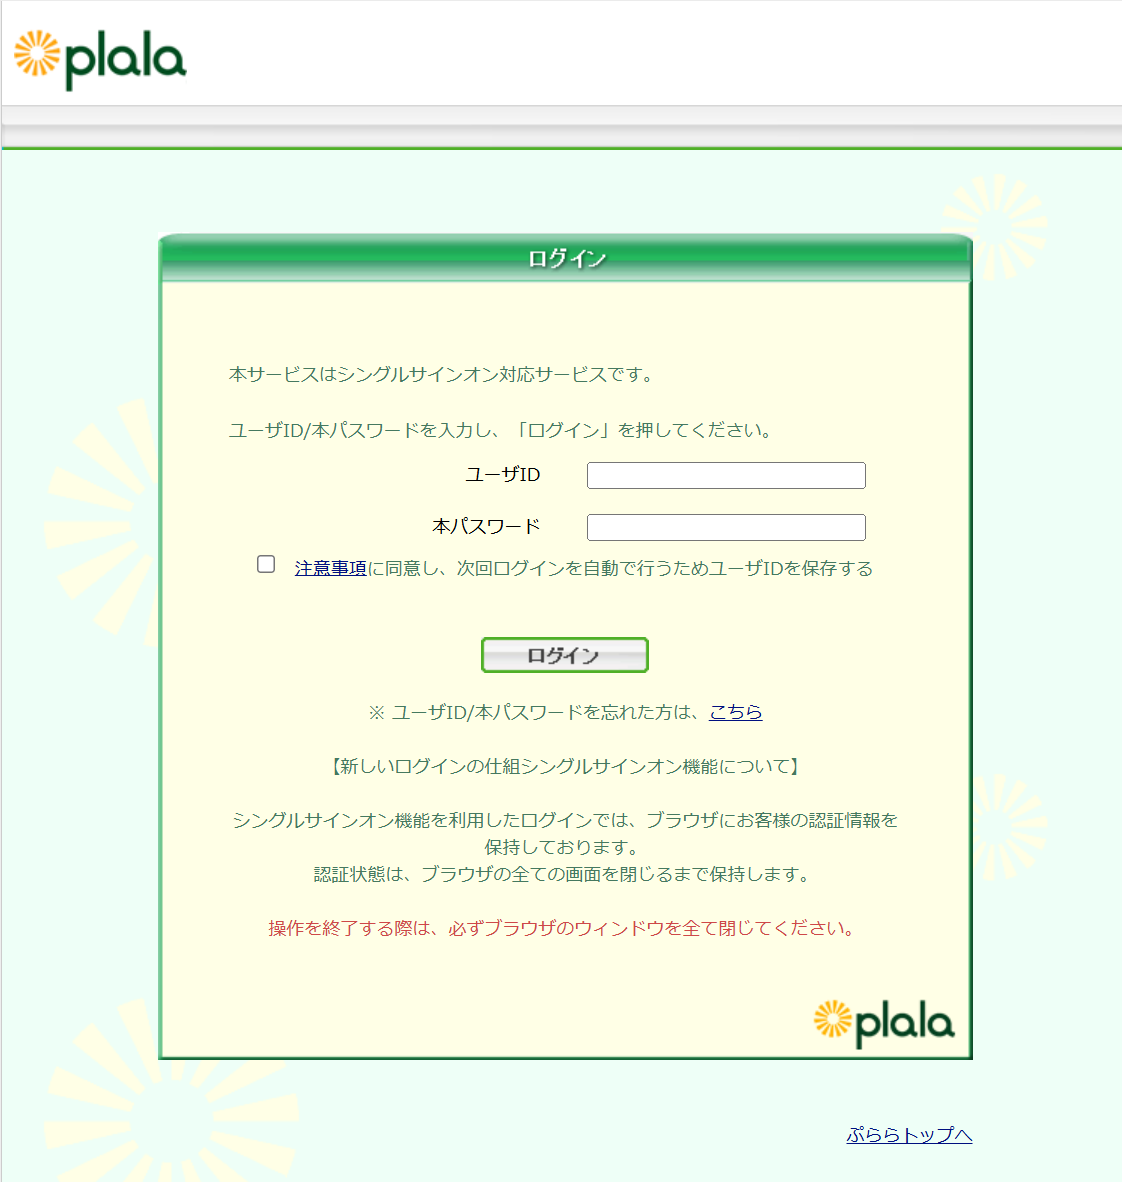 plala
ログイン
本サービスはシングルサインオン対応サービスです。
ユーザID/本パスワードを入力し、「ログイン」を押してください。
ユーザID
本パスワード
注意事項に同意し、次回ログインを自動で行うためユーザIDを保存する
ログイン
※ ユーザID/本パスワードを忘れた方は、こちら
【新しいログインの仕組シングルサインオン機能について】
シングルサインオン機能を利用したログインでは、ブラウザにお客様の認証情報を
保持しております。
認証状態は、ブラウザの全ての画面を閉じるまで保持します。
操作を終了する際は、必ずブラウザのウィンドウを全て閉じてください。
plala
ぷららトップへ